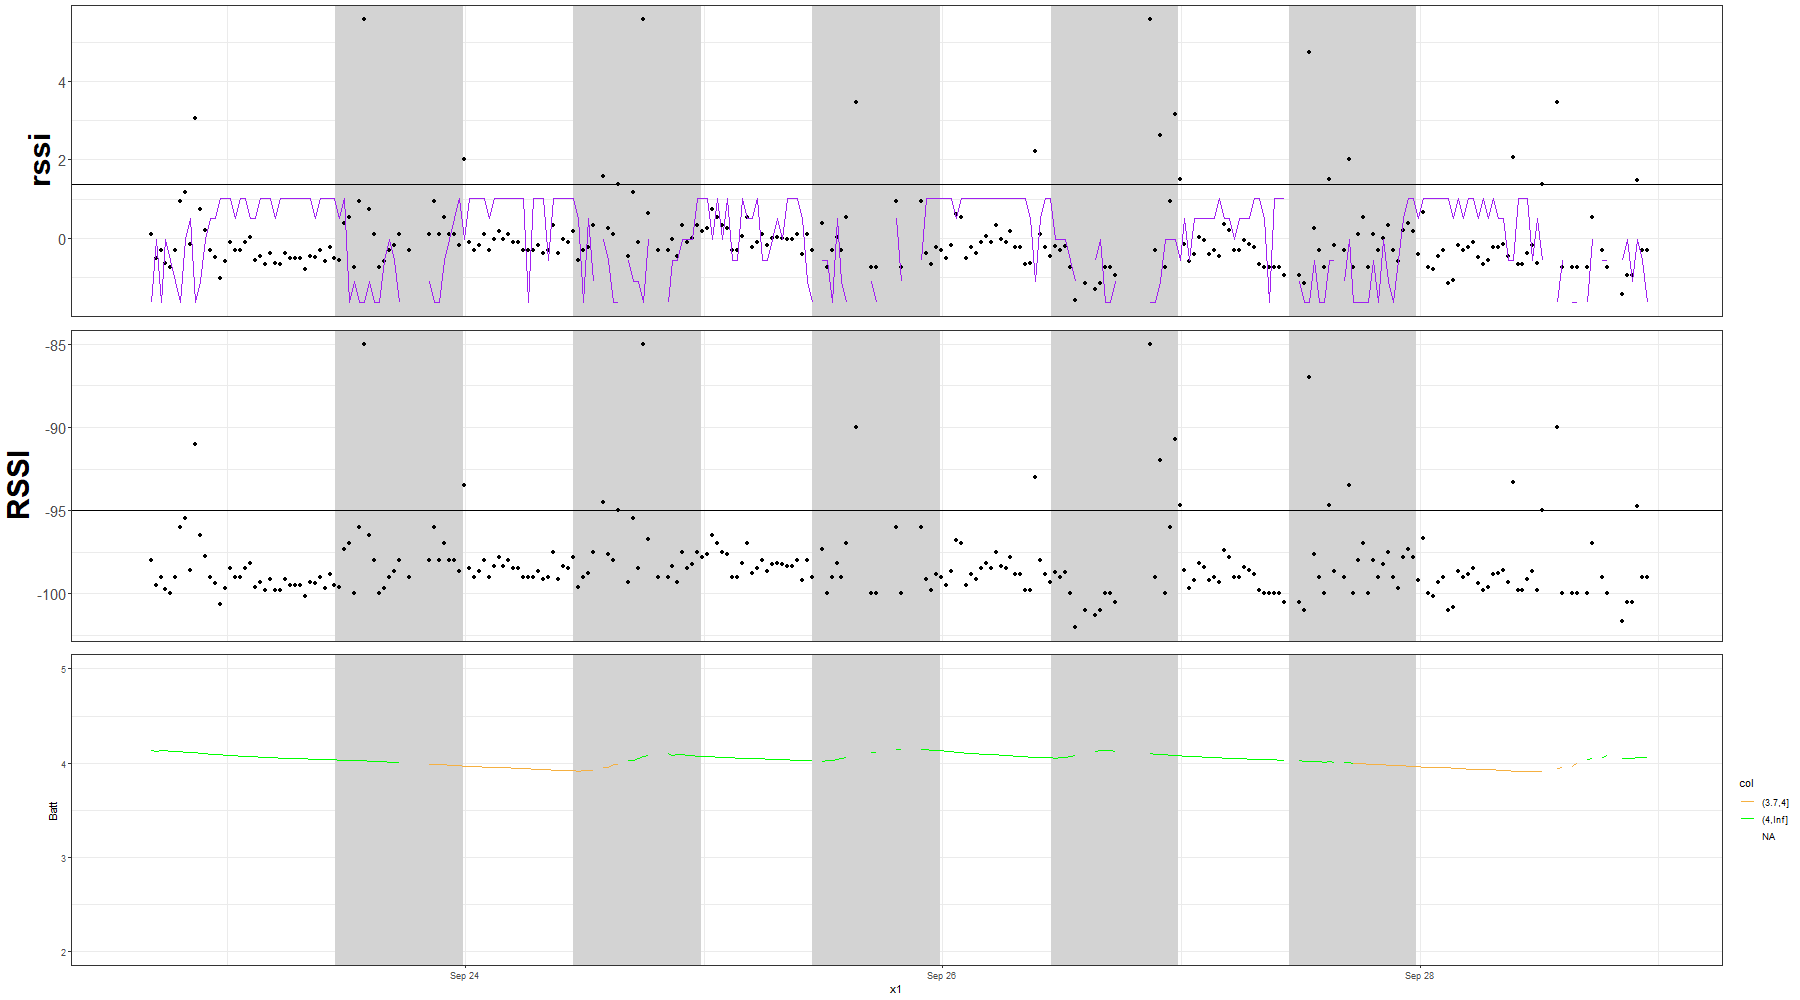 rssi
4
2
0
RSSI
-85
-90
-95
-100
Batt
5
4
3
2
Sep 24
Sep 26
Sep 28
x1
col
(3.7,4]
(4,Inf]
NA